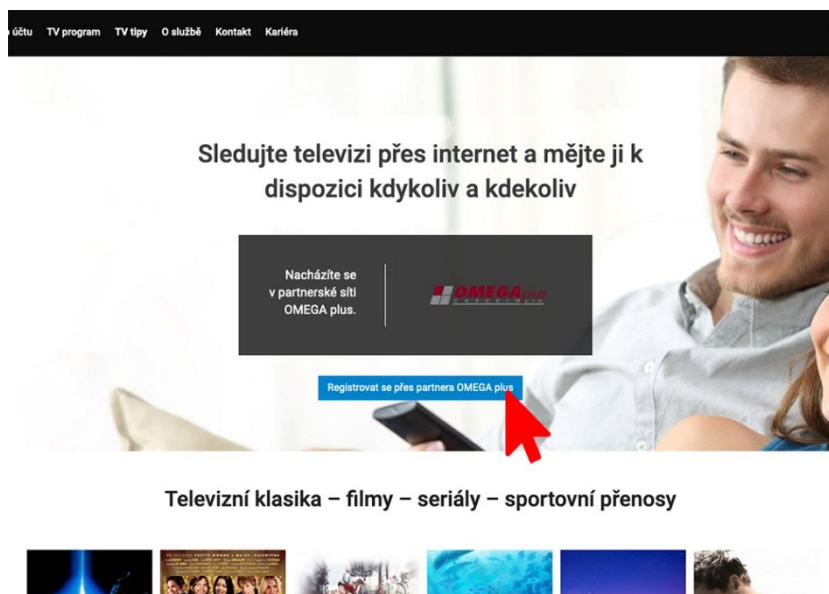 účtu TV program TV tipy O službě Kontakt Kariéra
Sledujte televizi přes internet a mějte ji k
dispozici kdykoliv a kdekoliv
Nacházíte se
v partnerské síti
OMEGA plus.
OMEGA plus
Registrovat se přes partnera OMEGA plus
Televizní klasika – filmy – seriály – sportovní přenosy